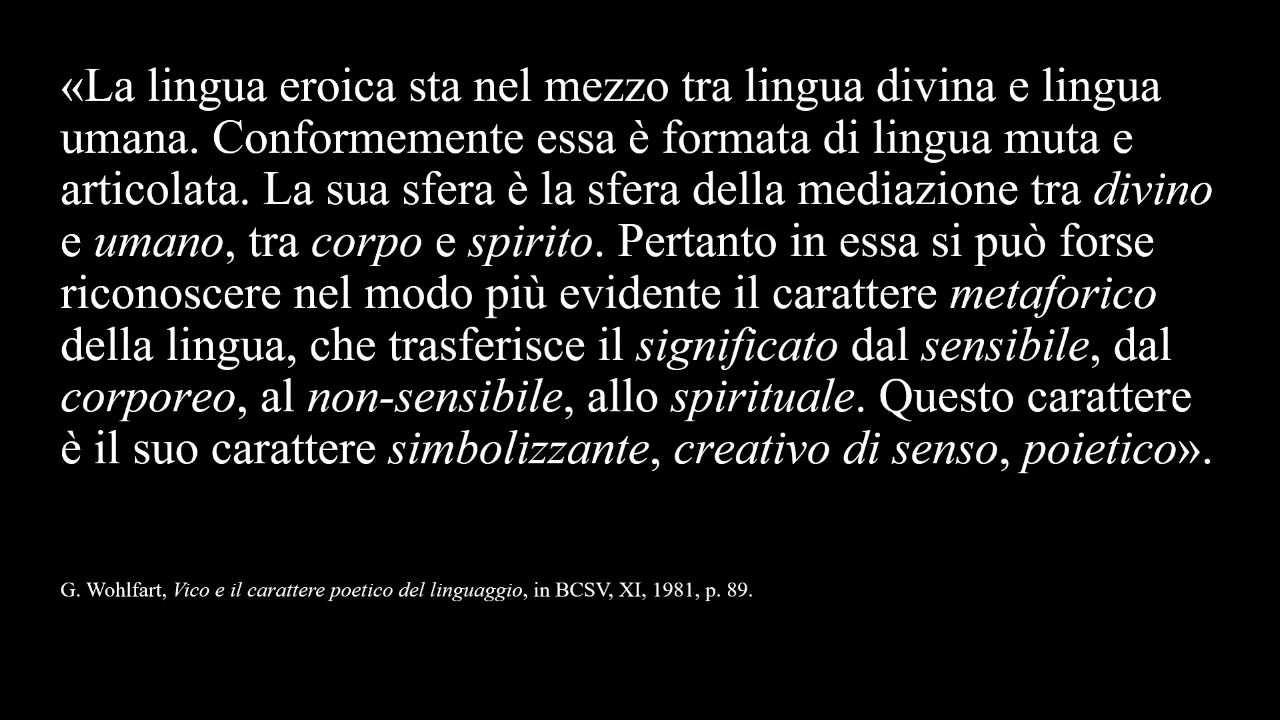 «La lingua eroica sta nel mezzo tra lingua divina e lingua
umana. Conformemente essa è formata di lingua muta e
articolata. La sua sfera è la sfera della mediazione tra divino
e umano, tra corpo e spirito. Pertanto in essa si può forse
riconoscere nel modo più evidente il carattere metaforico
della lingua, che trasferisce il significato dal sensibile, dal
corporeo, al non-sensibile, allo spirituale. Questo carattere
è il suo carattere simbolizzante, creativo di senso, poietico».
G. Wohlfart, Vico e il carattere poetico del linguaggio, in BCSV, XI, 1981, p. 89.